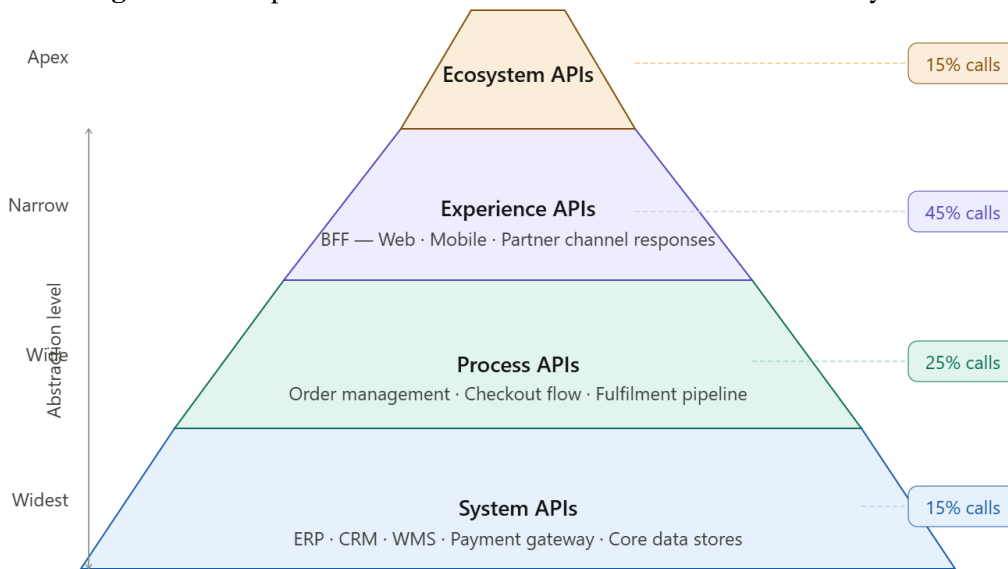 Apex
Ecosystem APIs
15% calls
Narrow
Experience APIs
BFF — Web · Mobile · Partner channel responses
45% calls
Abstraction level
Wide
Process APIs
Order management · Checkout flow · Fulfilment pipeline
25% calls
Widest
System APIs
ERP · CRM · WMS · Payment gateway · Core data stores
15% calls